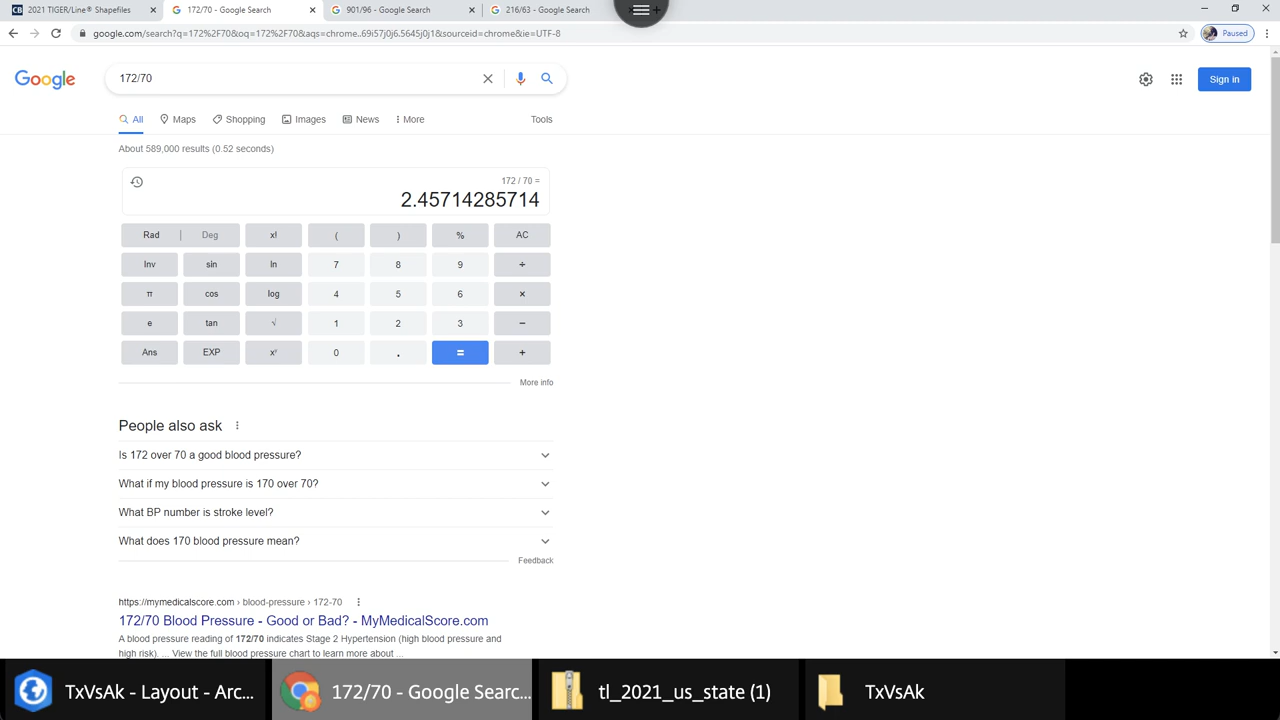 2021 TIGER/Line® Shapefiles
172/70 - Google Search
901/96 - Google Search
216/63 - Google Search
google.com/search?q=172%2F70&oq=172%2F70&aqs=chrome..69i57j0j6.5645j0j1&sourceid=chrome&ie=UTF-8
Paused
Google
172/70
Sign in
All
Maps
Shopping
Images
News
More
Tools
About 589,000 results (0.52 seconds)
172 / 70 =
2.45714285714
Rad | Deg x! ( ) % AC
Inv sin ln 7 8 9 ÷
π cos log 4 5 6 ×
e tan √ 1 2 3 −
Ans EXP xʸ 0 . = +
More info
People also ask
Is 172 over 70 a good blood pressure?
What if my blood pressure is 170 over 70?
What BP number is stroke level?
What does 170 blood pressure mean?
Feedback
https://mymedicalscore.com › blood-pressure › 172-70
172/70 Blood Pressure - Good or Bad? - MyMedicalScore.com
A blood pressure reading of 172/70 indicates Stage 2 Hypertension (high blood pressure and
high risk). ... View the full blood pressure chart to learn more about ...
TxVsAk - Layout - Arc...
172/70 - Google Searc...
tl_2021_us_state (1)
TxVsAk